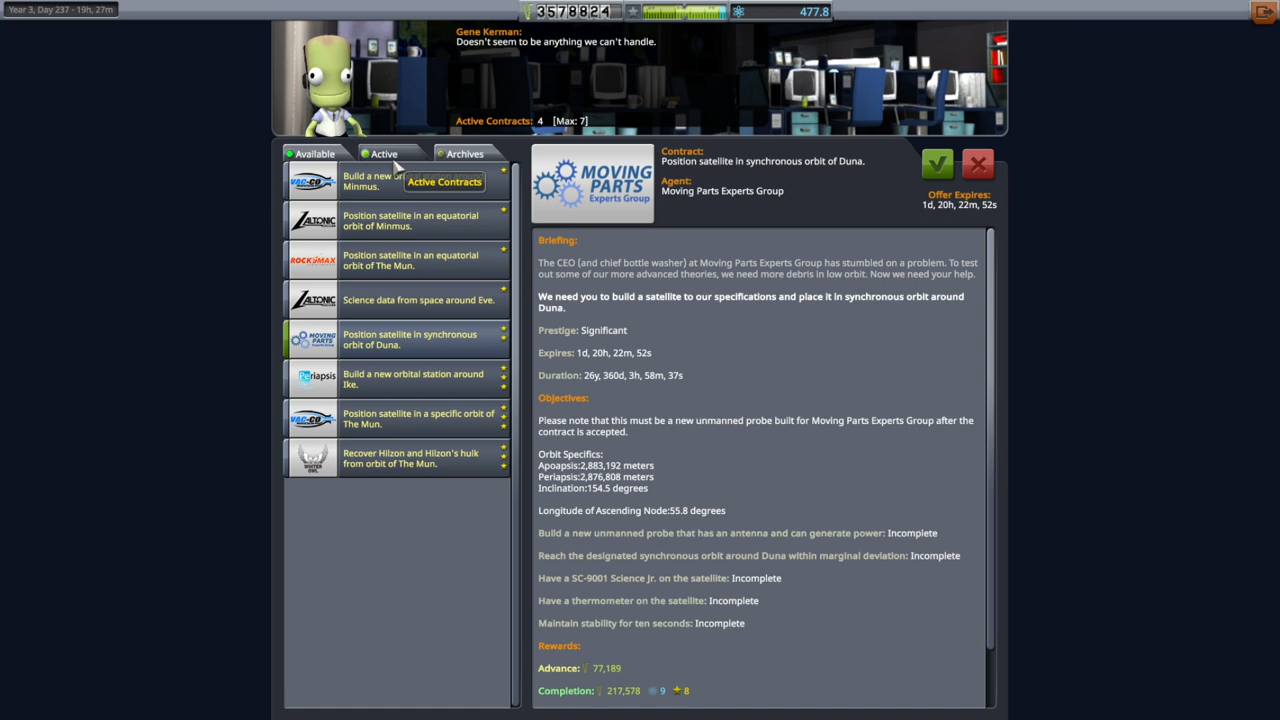 Year 3, Day 237 - 19h, 27m
3578824
477.8
Gene Kerman:
Doesn't seem to be anything we can't handle.
Active Contracts: 4 [Max: 7]
Available
Active
Archives
Active Contracts
VAC-CO
Build a new
Minmus.
ZALTONIC
Position satellite in an equatorial
orbit of Minmus.
ROCKOMAX
Position satellite in an equatorial
orbit of The Mun.
ZALTONIC
Science data from space around Eve.
MOVING
PARTS
Position satellite in synchronous
orbit of Duna.
Periapsis
Build a new orbital station around
Ike.
VAC-CO
Position satellite in a specific orbit of
The Mun.
WINTER
OWL
Recover Hilzon and Hilzon's hulk
from orbit of The Mun.
MOVING
PARTS
Experts Group
Contract:
Position satellite in synchronous orbit of Duna.
Agent:
Moving Parts Experts Group
Offer Expires:
1d, 20h, 22m, 52s
Briefing:
The CEO (and chief bottle washer) at Moving Parts Experts Group has stumbled on a problem. To test
out some of our more advanced theories, we need more debris in low orbit. Now we need your help.
We need you to build a satellite to our specifications and place it in synchronous orbit around
Duna.
Prestige: Significant
Expires: 1d, 20h, 22m, 52s
Duration: 26y, 360d, 3h, 58m, 37s
Objectives:
Please note that this must be a new unmanned probe built for Moving Parts Experts Group after the
contract is accepted.
Orbit Specifics:
Apoapsis:2,883,192 meters
Periapsis:2,876,808 meters
Inclination:154.5 degrees
Longitude of Ascending Node:55.8 degrees
Build a new unmanned probe that has an antenna and can generate power: Incomplete
Reach the designated synchronous orbit around Duna within marginal deviation: Incomplete
Have a SC-9001 Science Jr. on the satellite: Incomplete
Have a thermometer on the satellite: Incomplete
Maintain stability for ten seconds: Incomplete
Rewards:
Advance: 77,189
Completion: 217,578 9 8